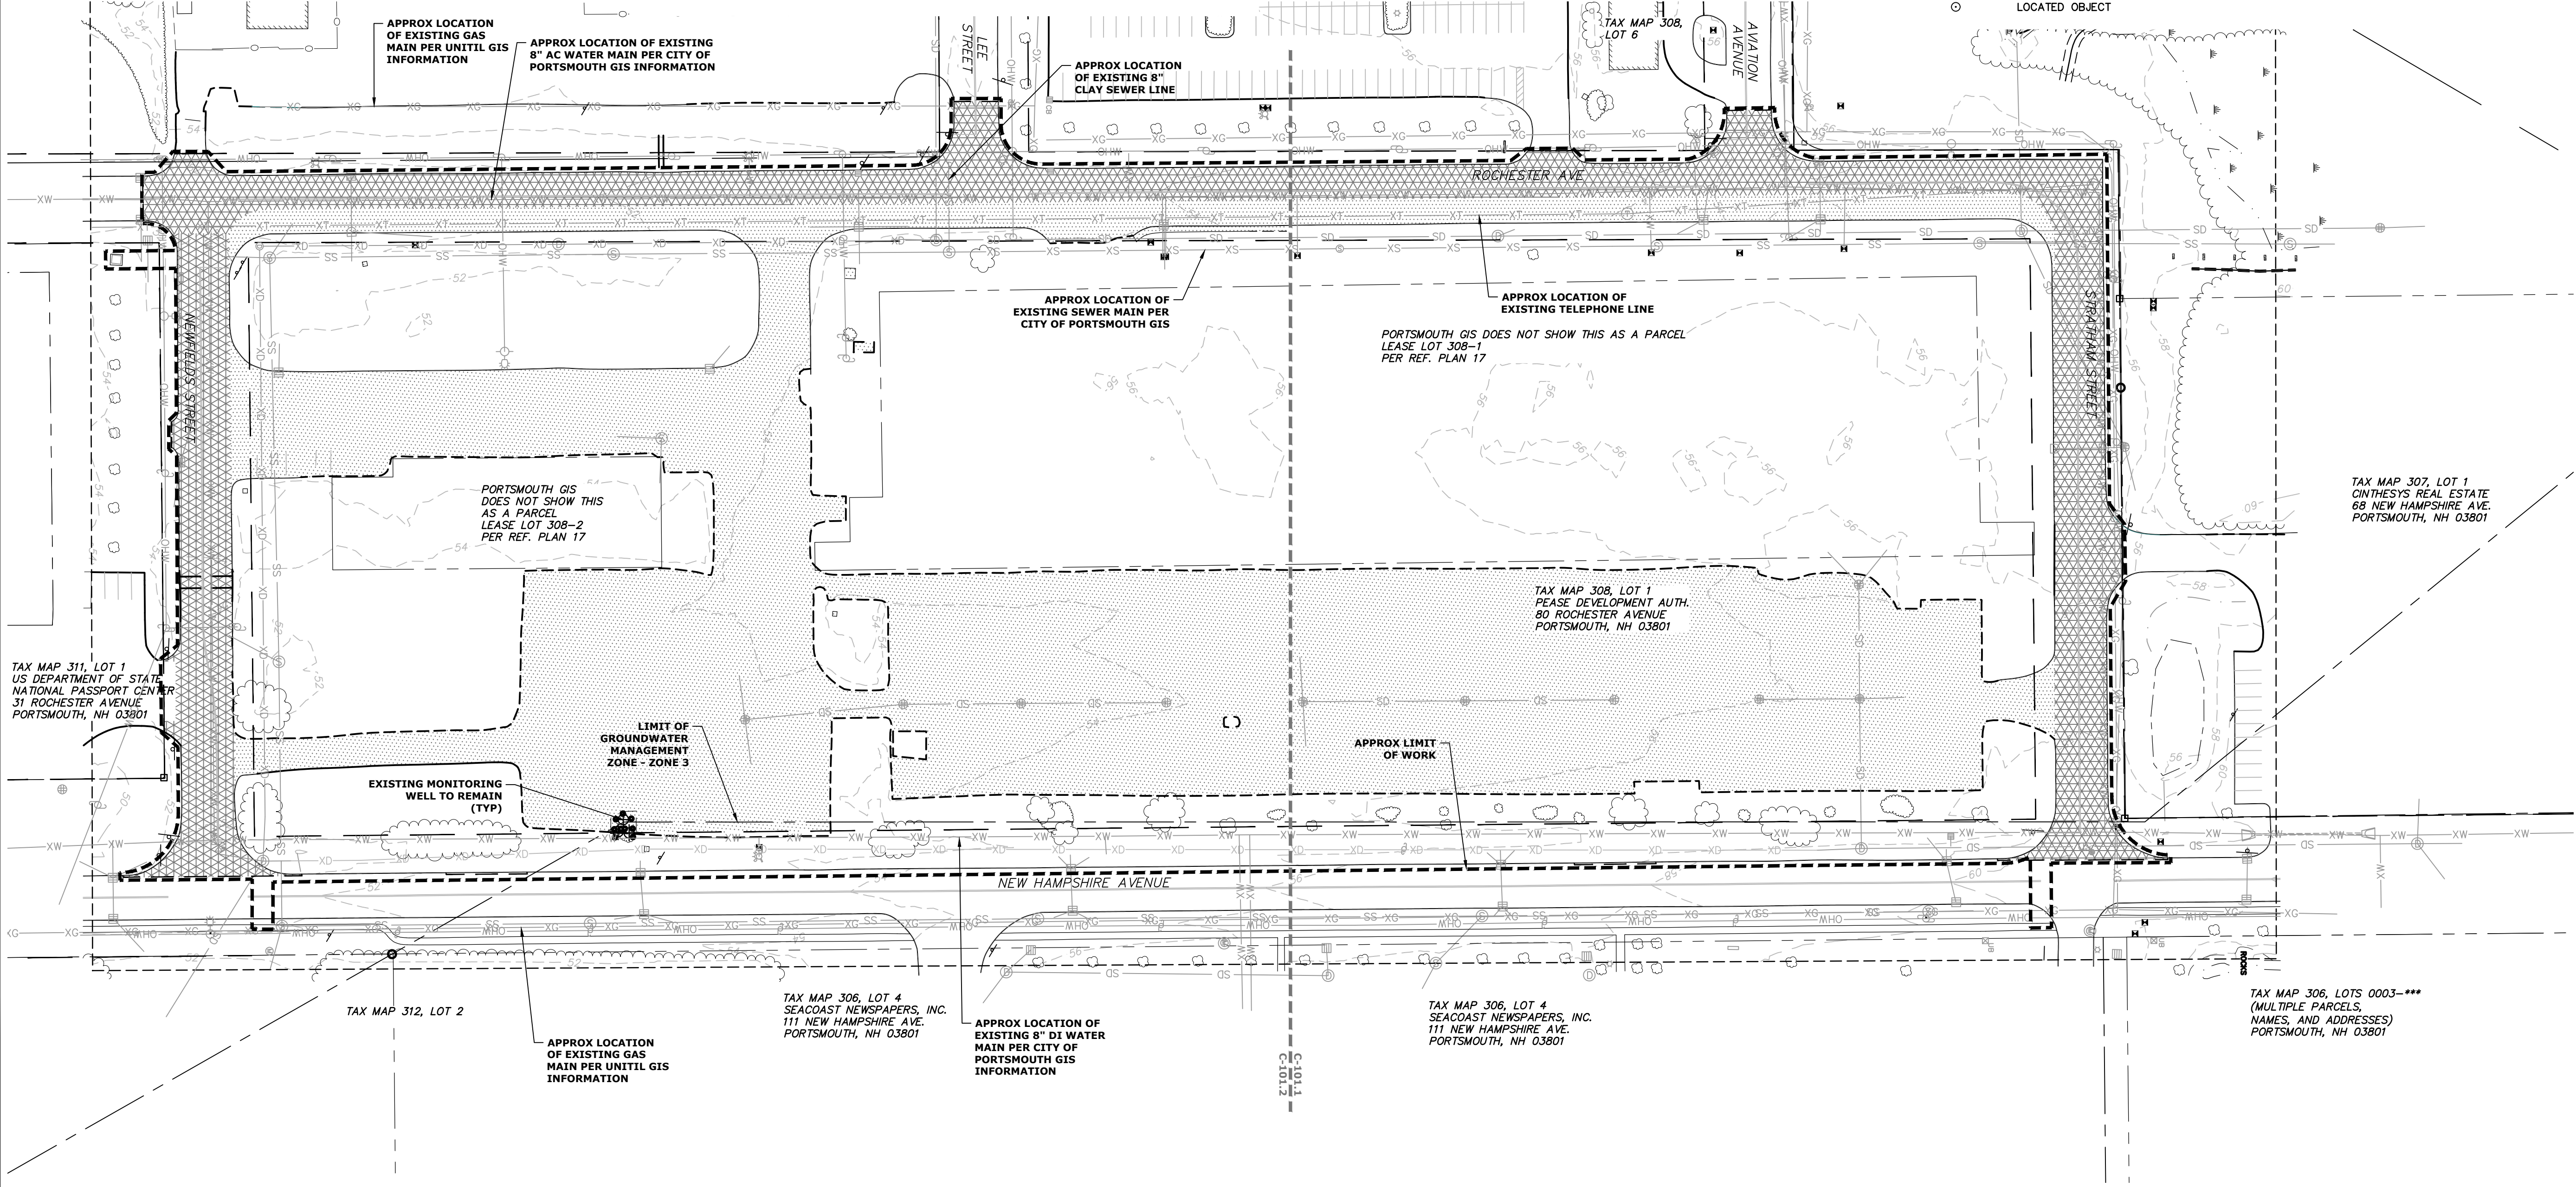 LOCATED OBJECT
APPROX LOCATION
OF EXISTING GAS
MAIN PER UNITIL GIS
INFORMATION
APPROX LOCATION OF EXISTING
8" AC WATER MAIN PER CITY OF
PORTSMOUTH GIS INFORMATION
LEE
STREET
APPROX LOCATION
OF EXISTING 8"
CLAY SEWER LINE
TAX MAP 308,
LOT 6
AVIATION
AVENUE
ROCHESTER AVE
NEWFIELDS STREET
STRATHAM STREET
APPROX LOCATION OF
EXISTING SEWER MAIN PER
CITY OF PORTSMOUTH GIS
APPROX LOCATION OF
EXISTING TELEPHONE LINE
PORTSMOUTH GIS DOES NOT SHOW THIS AS A PARCEL
LEASE LOT 308-1
PER REF. PLAN 17
PORTSMOUTH GIS
DOES NOT SHOW THIS
AS A PARCEL
LEASE LOT 308-2
PER REF. PLAN 17
TAX MAP 307, LOT 1
CINTHESYS REAL ESTATE
68 NEW HAMPSHIRE AVE.
PORTSMOUTH, NH 03801
TAX MAP 308, LOT 1
PEASE DEVELOPMENT AUTH.
80 ROCHESTER AVENUE
PORTSMOUTH, NH 03801
TAX MAP 311, LOT 1
US DEPARTMENT OF STATE
NATIONAL PASSPORT CENTER
31 ROCHESTER AVENUE
PORTSMOUTH, NH 03801
LIMIT OF
GROUNDWATER
MANAGEMENT
ZONE - ZONE 3
APPROX LIMIT
OF WORK
EXISTING MONITORING
WELL TO REMAIN
(TYP)
NEW HAMPSHIRE AVENUE
ROCKS
TAX MAP 312, LOT 2
TAX MAP 306, LOT 4
SEACOAST NEWSPAPERS, INC.
111 NEW HAMPSHIRE AVE.
PORTSMOUTH, NH 03801
TAX MAP 306, LOT 4
SEACOAST NEWSPAPERS, INC.
111 NEW HAMPSHIRE AVE.
PORTSMOUTH, NH 03801
TAX MAP 306, LOTS 0003-***
(MULTIPLE PARCELS,
NAMES, AND ADDRESSES)
PORTSMOUTH, NH 03801
APPROX LOCATION
OF EXISTING GAS
MAIN PER UNITIL GIS
INFORMATION
APPROX LOCATION OF
EXISTING 8" DI WATER
MAIN PER CITY OF
PORTSMOUTH GIS
INFORMATION
C-101.1
C-101.2